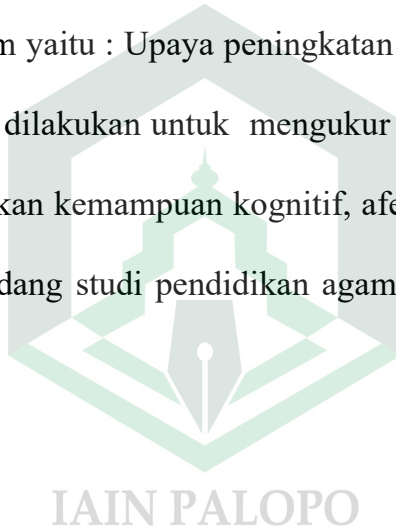 m yaitu : Upaya peningkatan
dilakukan untuk mengukur
kan kemampuan kognitif, afe
dang studi pendidikan agam
IAIN PALOPO